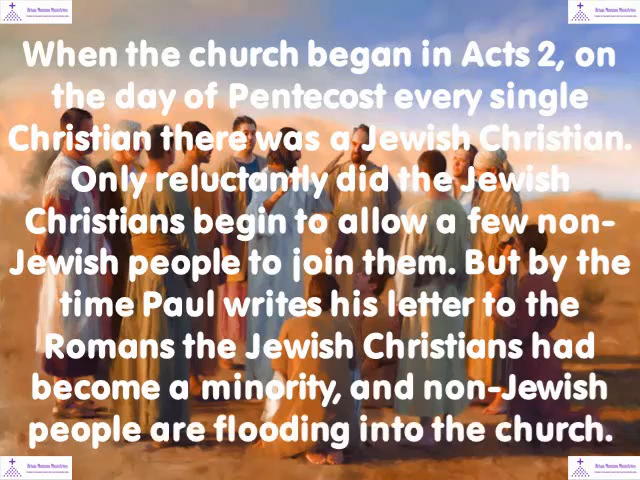 When the church began in Acts 2, on
the day of Pentecost every single
Christian there was a Jewish Christian.
Only reluctantly did the Jewish
Christians begin to allow a few non-
Jewish people to join them. But by the
time Paul writes his letter to the
Romans the Jewish Christians had
become a minority, and non-Jewish
people are flooding into the church.